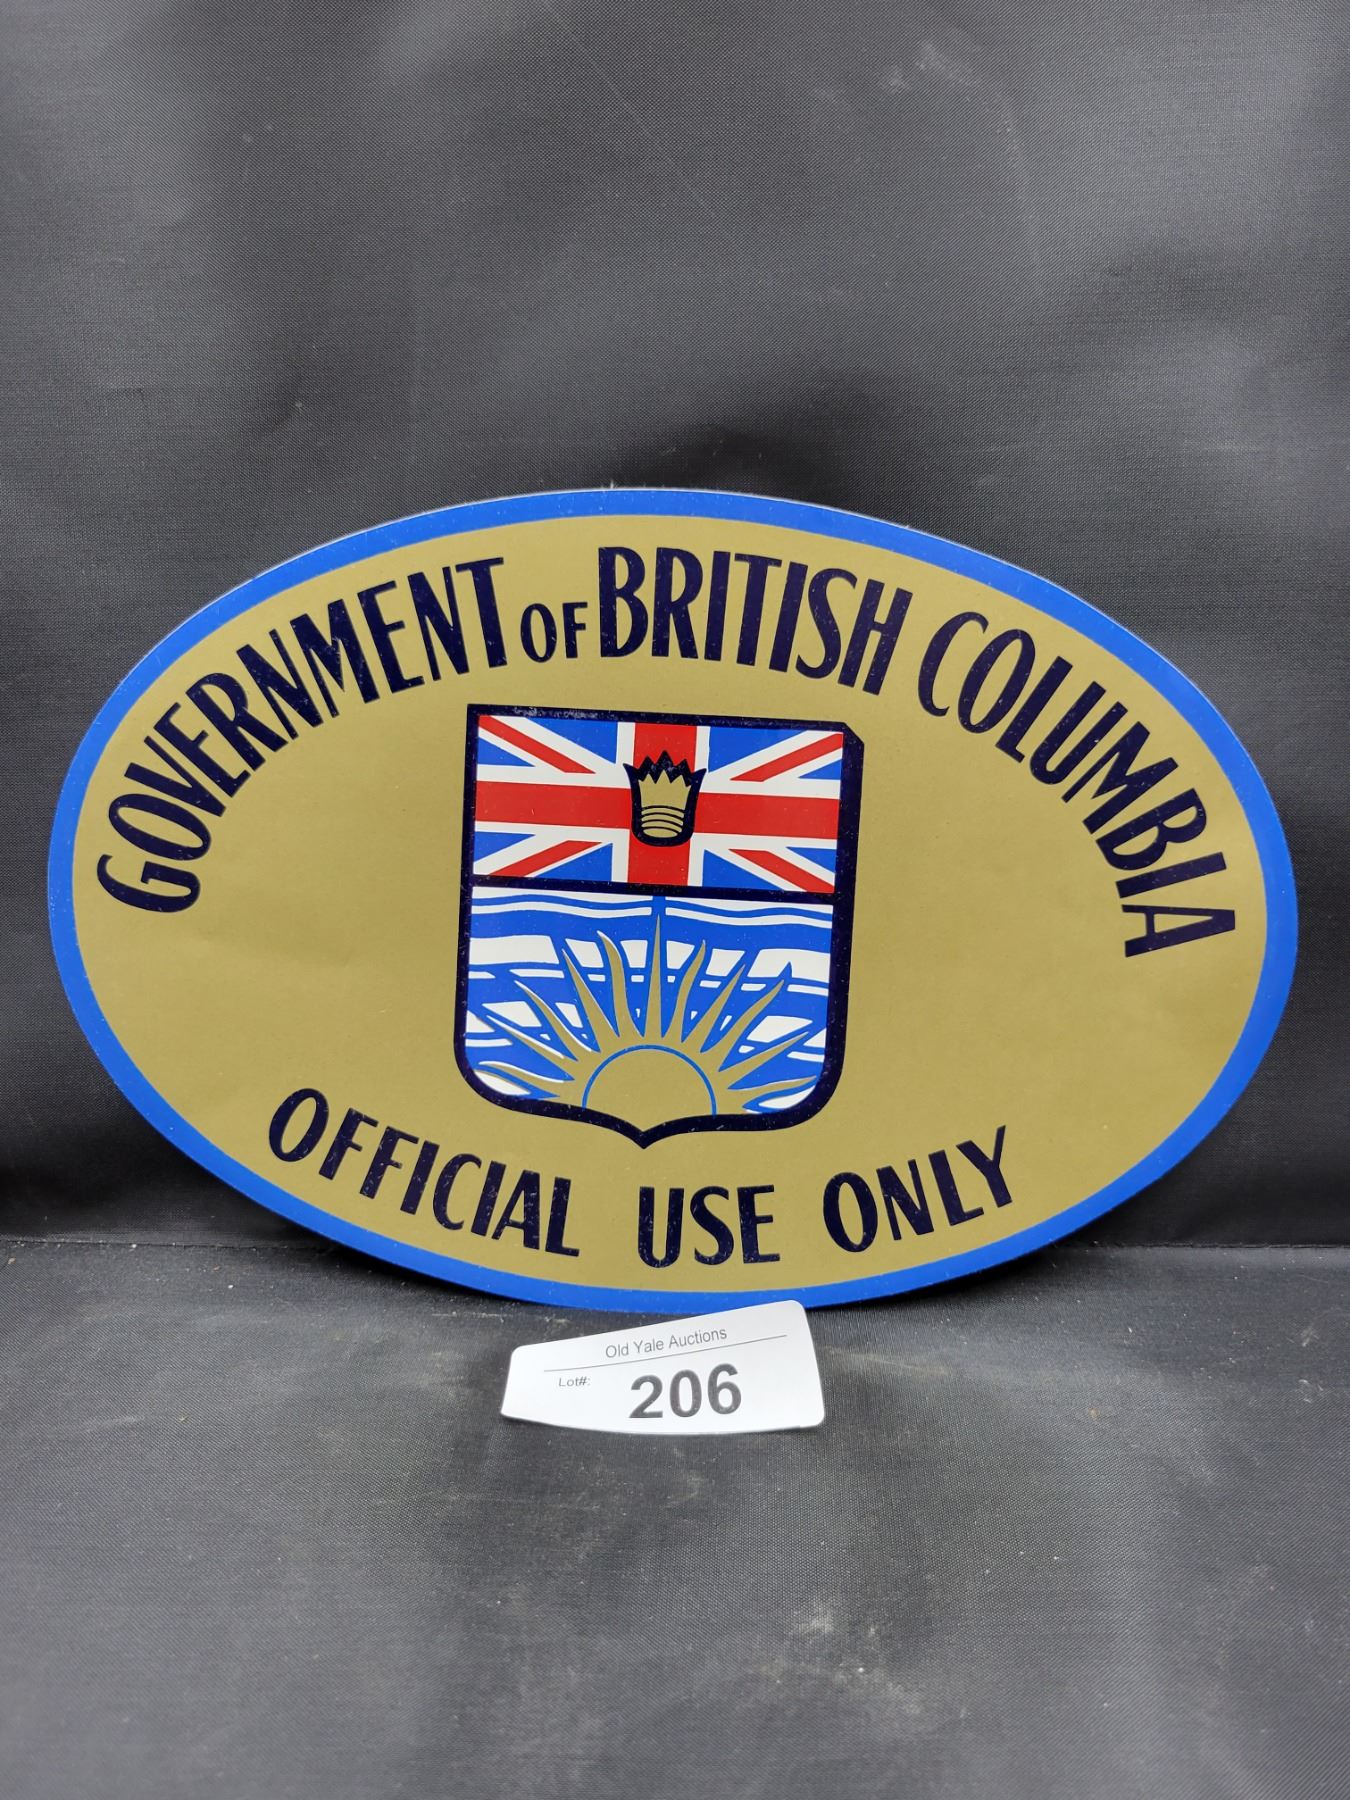 GOVERNMENT OF BRITISH COLUMBIA
OFFICIAL USE ONLY
Old Yale Auctions
Lot#: 206